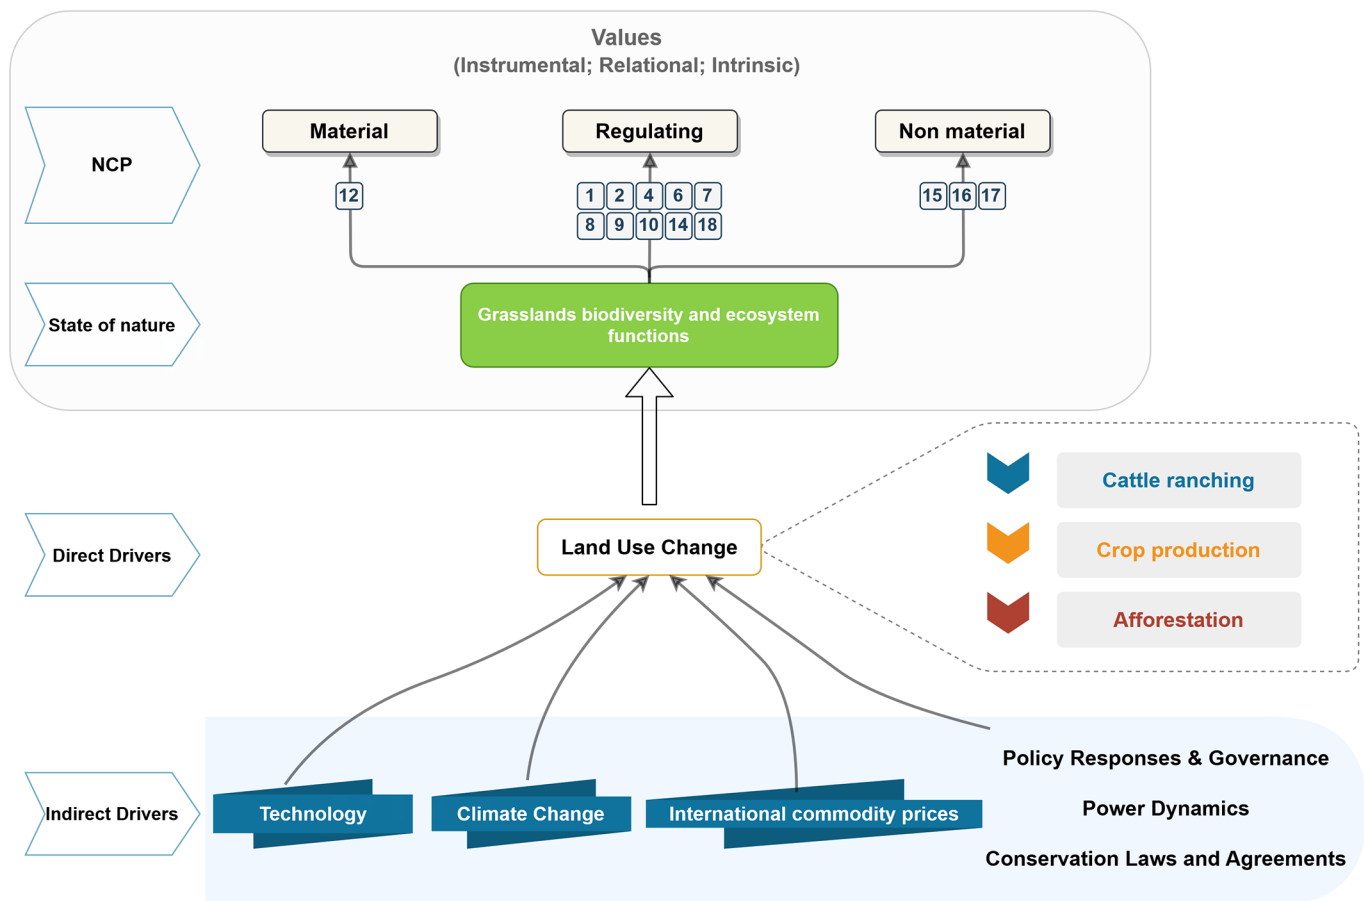 Values
(Instrumental; Relational; Intrinsic)
NCP
Material
Regulating
Non material
12
1 2 4 6 7
15 16 17
8 9 10 14 18
State of nature
Grasslands biodiversity and ecosystem
functions
Direct Drivers
Land Use Change
Cattle ranching
Crop production
Afforestation
Indirect Drivers
Technology
Climate Change
International commodity prices
Policy Responses & Governance
Power Dynamics
Conservation Laws and Agreements